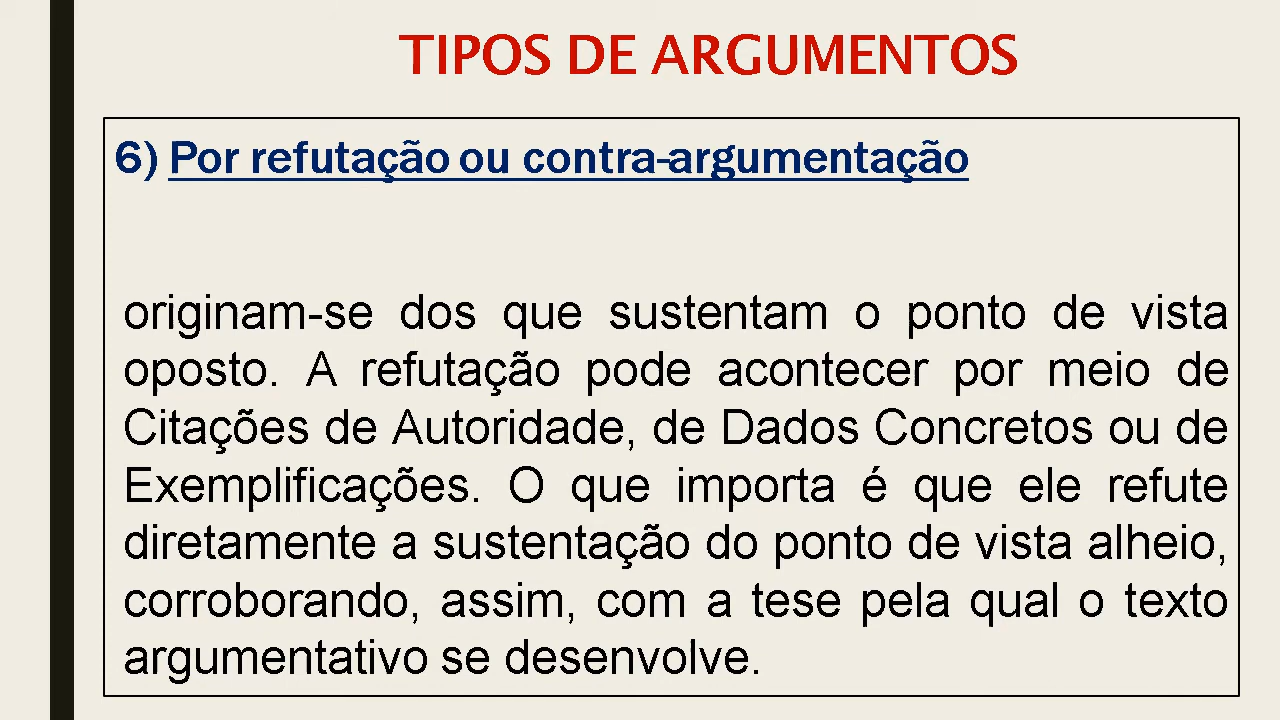 TIPOS DE ARGUMENTOS
6) Por refutação ou contra-argumentação
originam-se dos que sustentam o ponto de vista
oposto. A refutação pode acontecer por meio de
Citações de Autoridade, de Dados Concretos ou de
Exemplificações. O que importa é que ele refute
diretamente a sustentação do ponto de vista alheio,
corroborando, assim, com a tese pela qual o texto
argumentativo se desenvolve.